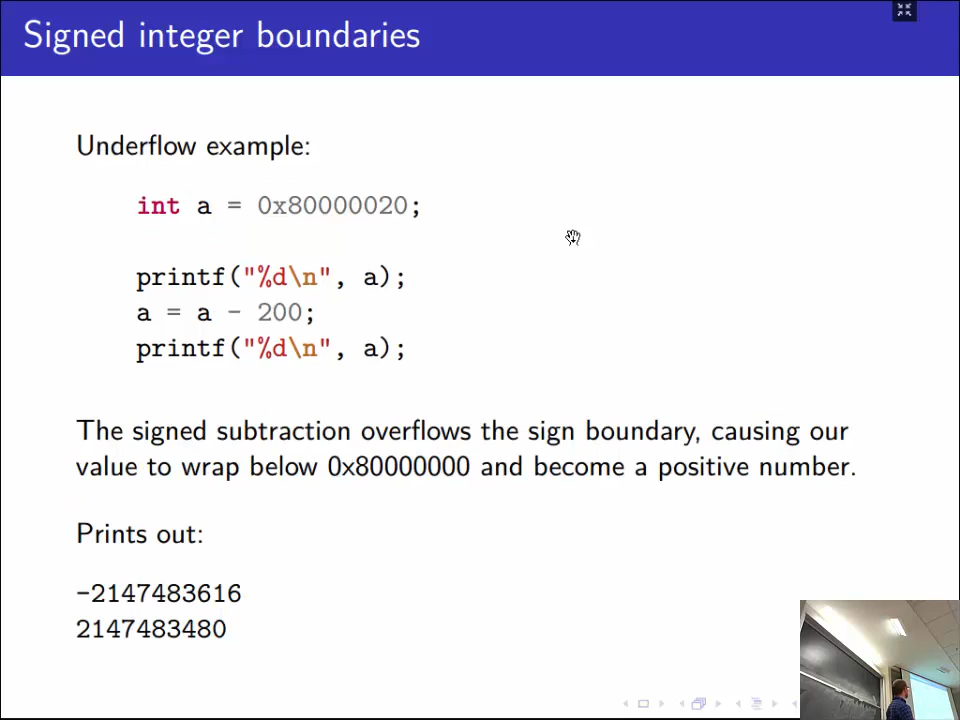 Signed integer boundaries
Underflow example:
int a = 0x80000020;
printf("%d\n", a);
a = a - 200;
printf("%d\n", a);
The signed subtraction overflows the sign boundary, causing our
value to wrap below 0x80000000 and become a positive number.
Prints out:
-2147483616
2147483480